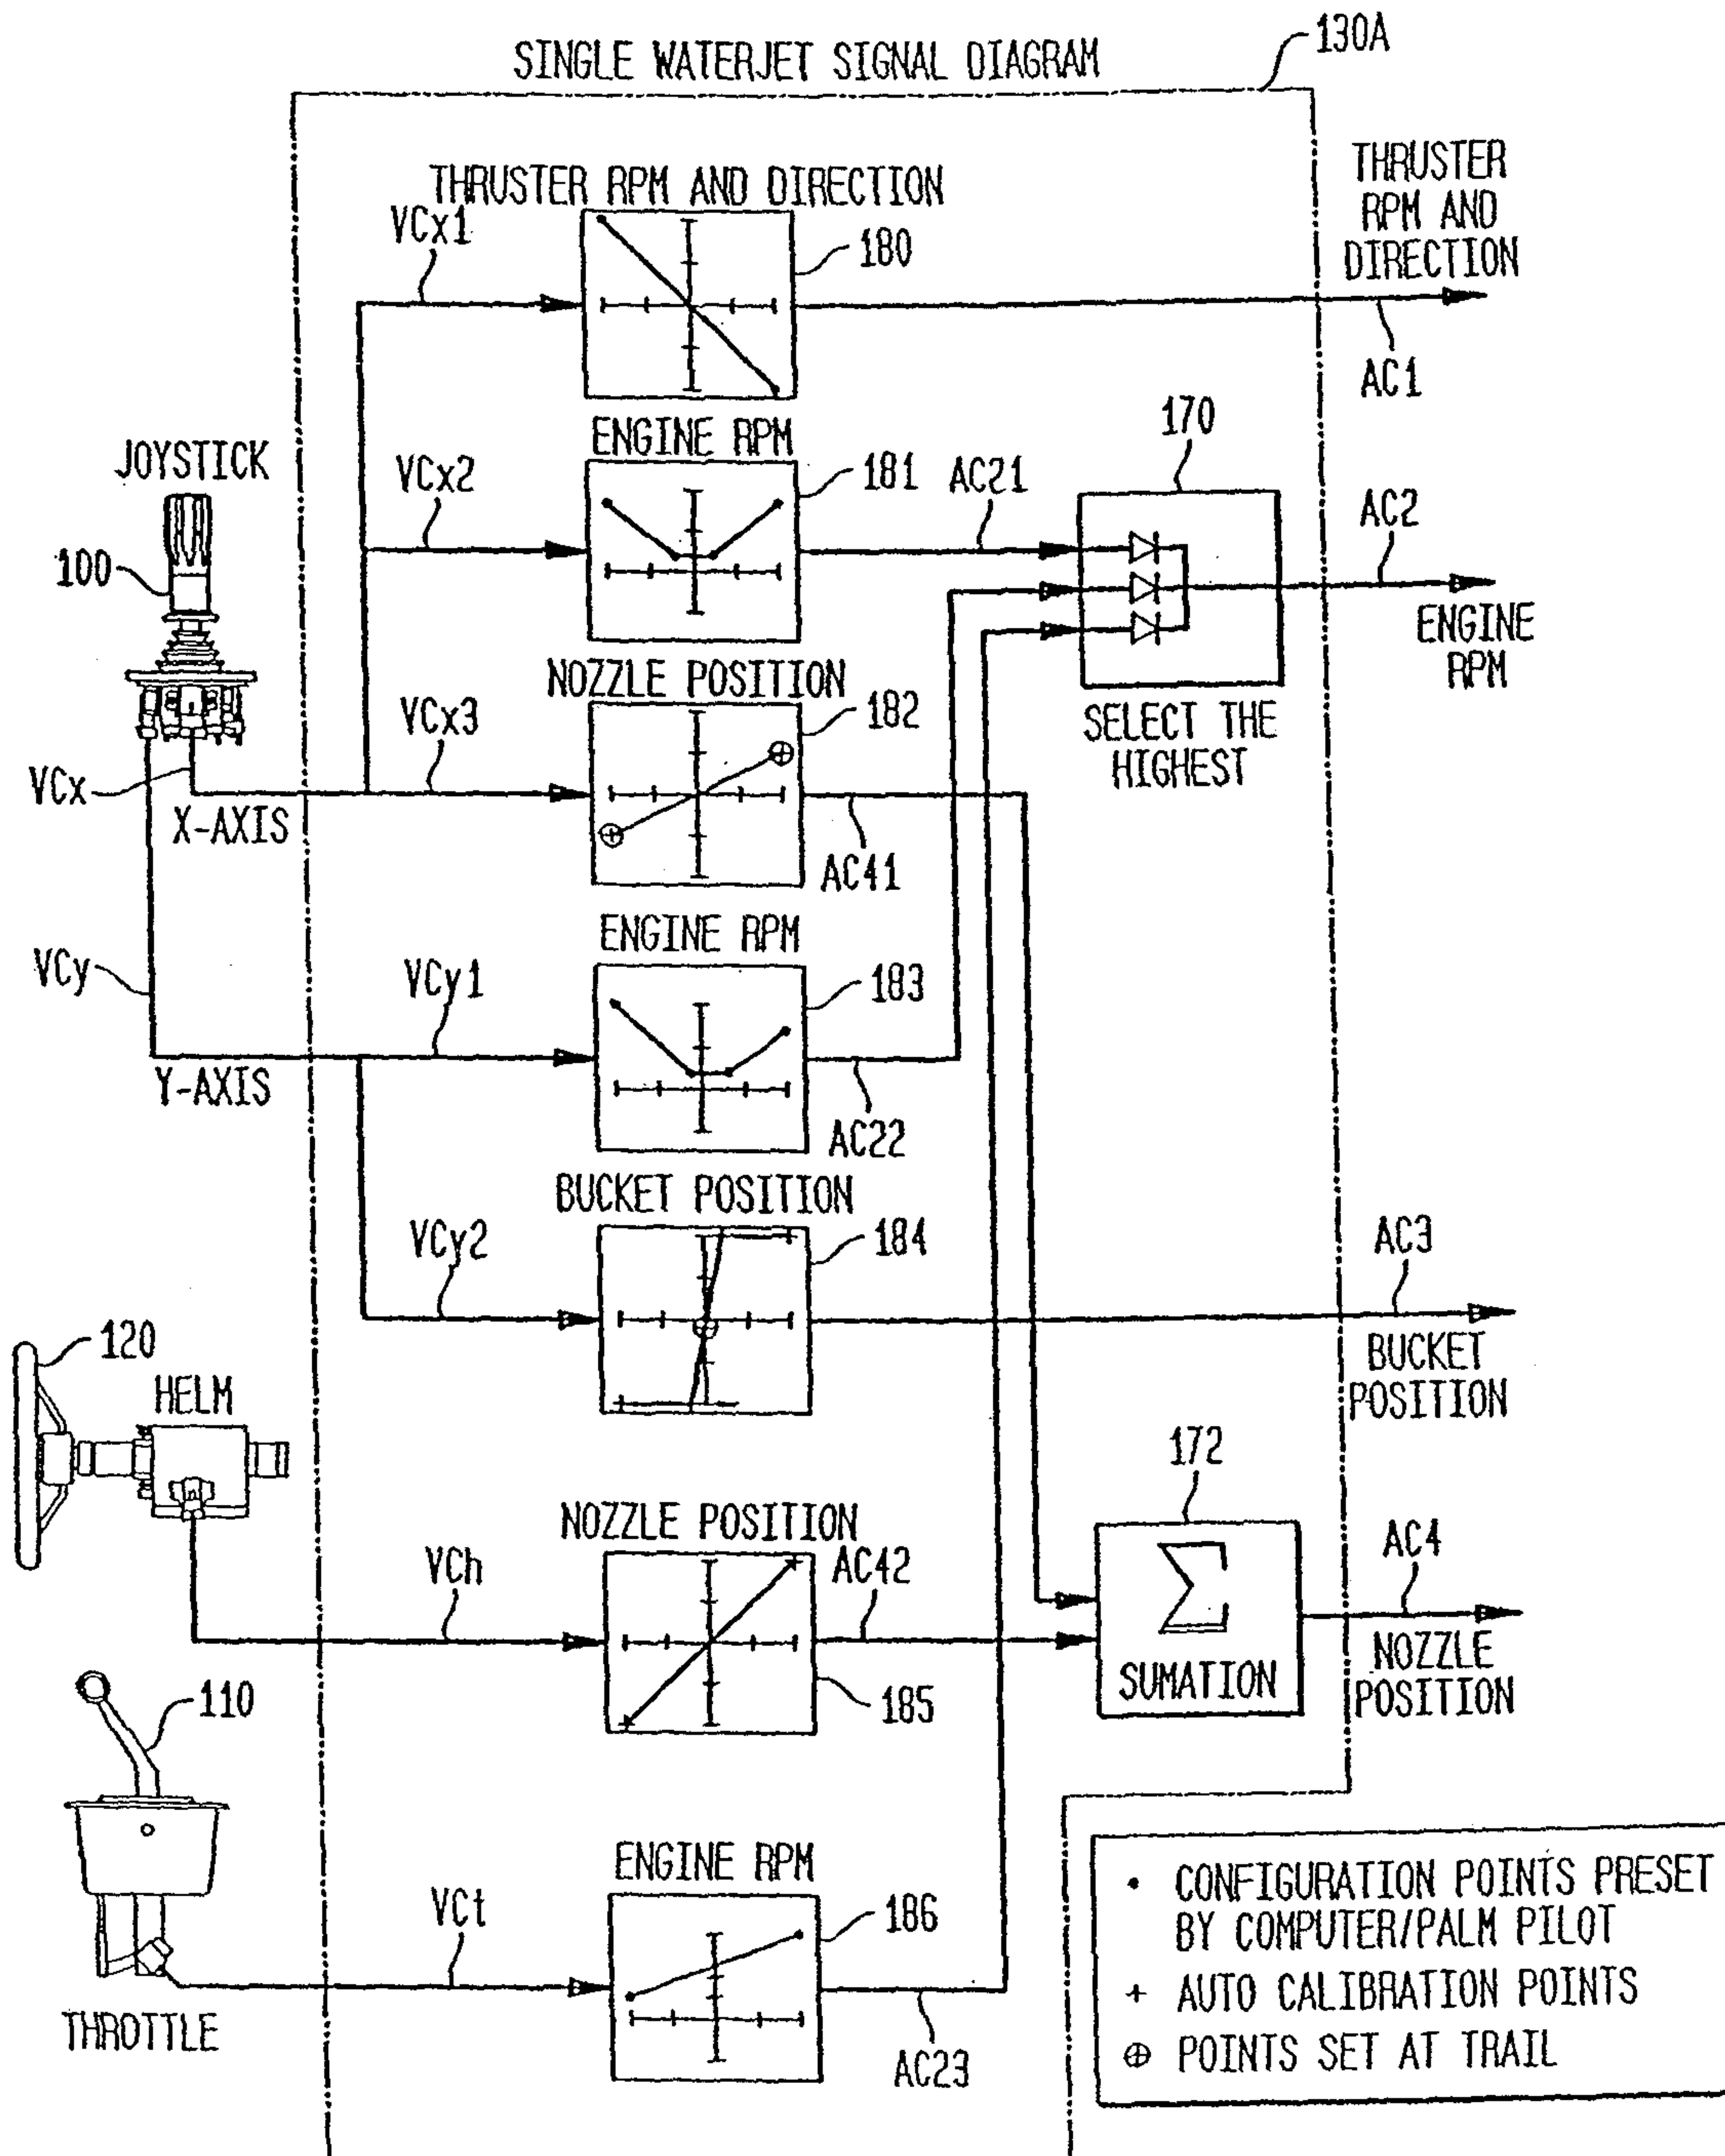 130A
SINGLE WATERJET SIGNAL DIAGRAM
THRUSTER RPM AND DIRECTION
VCx1
180
THRUSTER
RPM AND
DIRECTION
AC1
ENGINE RPM
VCx2
181
AC21
170
AC2
ENGINE
RPM
SELECT THE
HIGHEST
JOYSTICK
100
NOZZLE POSITION
VCx3
182
VCx
X-AXIS
AC41
ENGINE RPM
VCy
VCy1
183
Y-AXIS
AC22
BUCKET POSITION
VCy2
184
AC3
BUCKET
POSITION
120
HELM
172
NOZZLE POSITION
VCh
AC42
185
SUMATION
AC4
NOZZLE
POSITION
110
ENGINE RPM
VCt
186
THROTTLE
AC23
• CONFIGURATION POINTS PRESET
BY COMPUTER/PALM PILOT
+ AUTO CALIBRATION POINTS
⊕ POINTS SET AT TRAIL